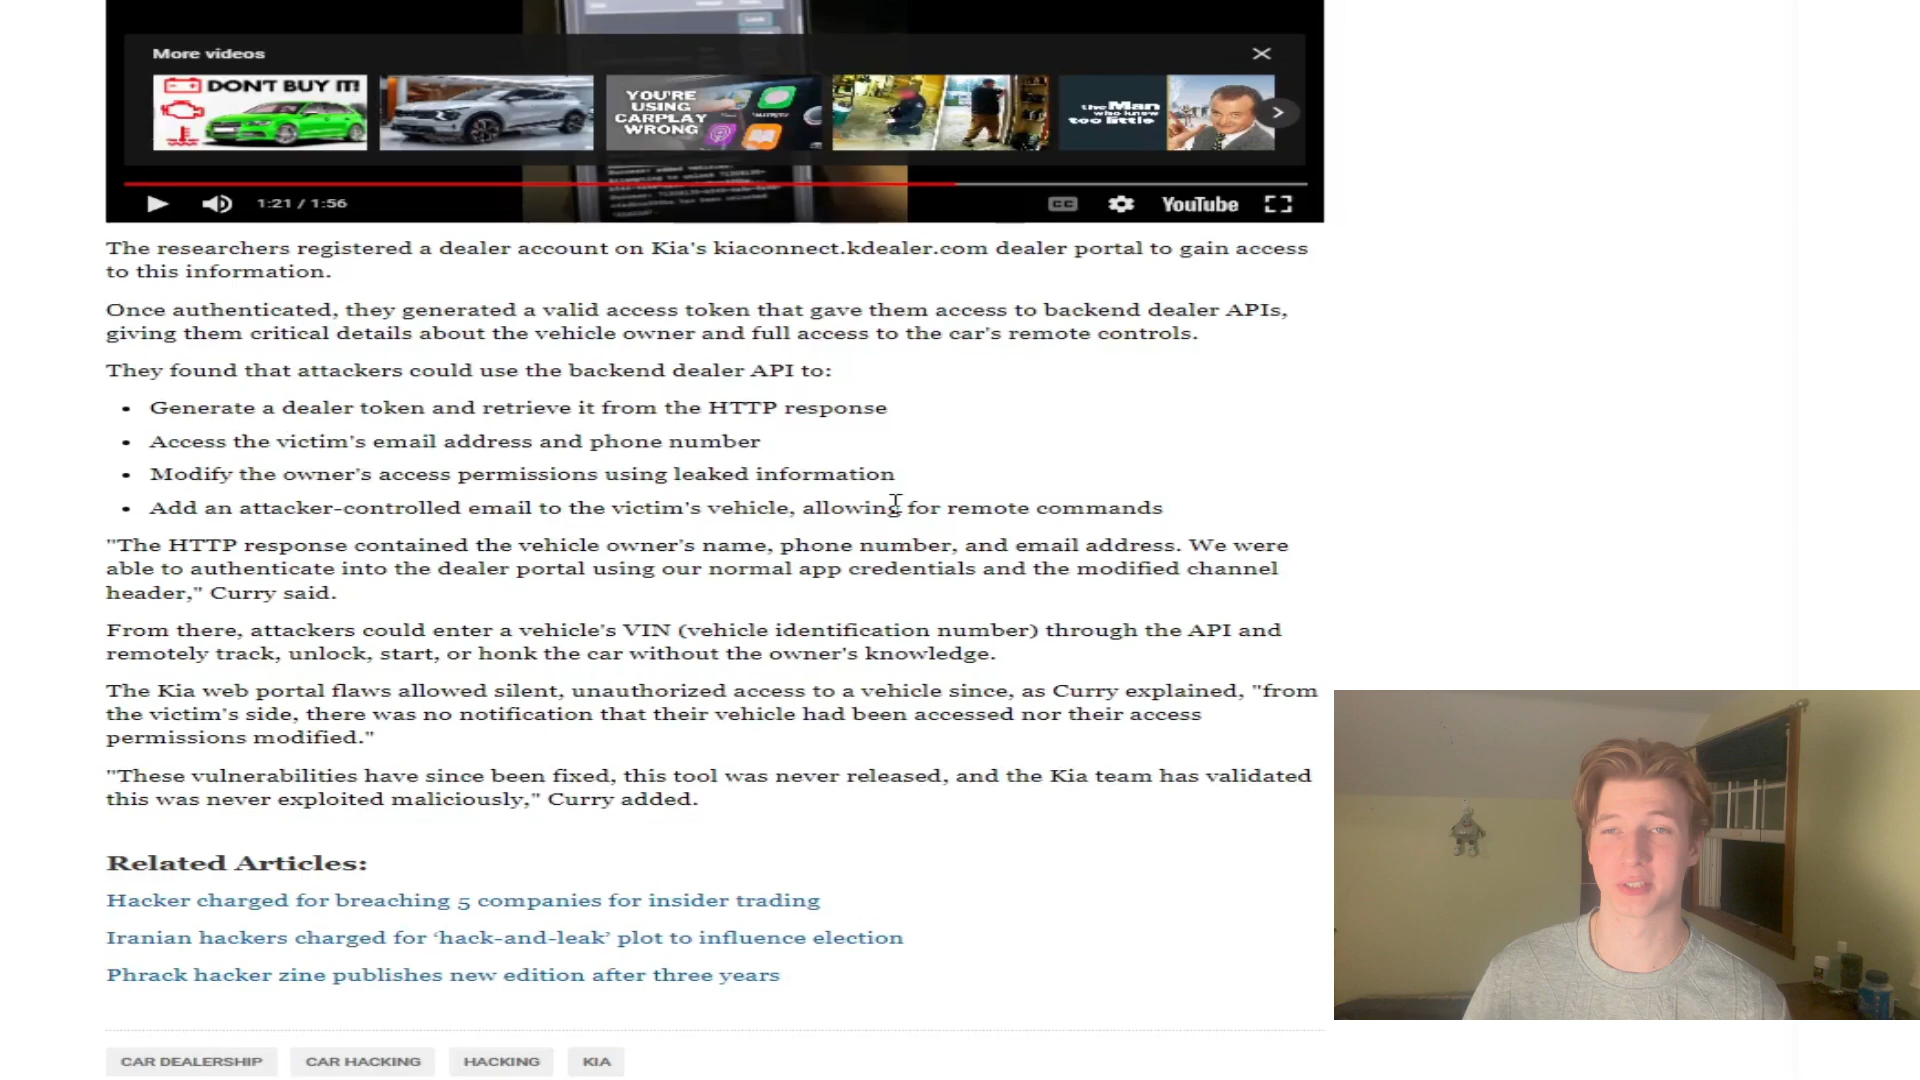 More videos
DON'T BUY IT!
YOU'RE
USING
CARPLAY
WRONG
the Man
who knew
too little
1:21 / 1:56
CC
YouTube
The researchers registered a dealer account on Kia's kiaconnect.kdealer.com dealer portal to gain access
to this information.
Once authenticated, they generated a valid access token that gave them access to backend dealer APIs,
giving them critical details about the vehicle owner and full access to the car's remote controls.
They found that attackers could use the backend dealer API to:
• Generate a dealer token and retrieve it from the HTTP response
• Access the victim's email address and phone number
• Modify the owner's access permissions using leaked information
• Add an attacker-controlled email to the victim's vehicle, allowing for remote commands
"The HTTP response contained the vehicle owner's name, phone number, and email address. We were
able to authenticate into the dealer portal using our normal app credentials and the modified channel
header," Curry said.
From there, attackers could enter a vehicle's VIN (vehicle identification number) through the API and
remotely track, unlock, start, or honk the car without the owner's knowledge.
The Kia web portal flaws allowed silent, unauthorized access to a vehicle since, as Curry explained, "from
the victim's side, there was no notification that their vehicle had been accessed nor their access
permissions modified."
"These vulnerabilities have since been fixed, this tool was never released, and the Kia team has validated
this was never exploited maliciously," Curry added.
Related Articles:
Hacker charged for breaching 5 companies for insider trading
Iranian hackers charged for ‘hack-and-leak’ plot to influence election
Phrack hacker zine publishes new edition after three years
CAR DEALERSHIP
CAR HACKING
HACKING
KIA